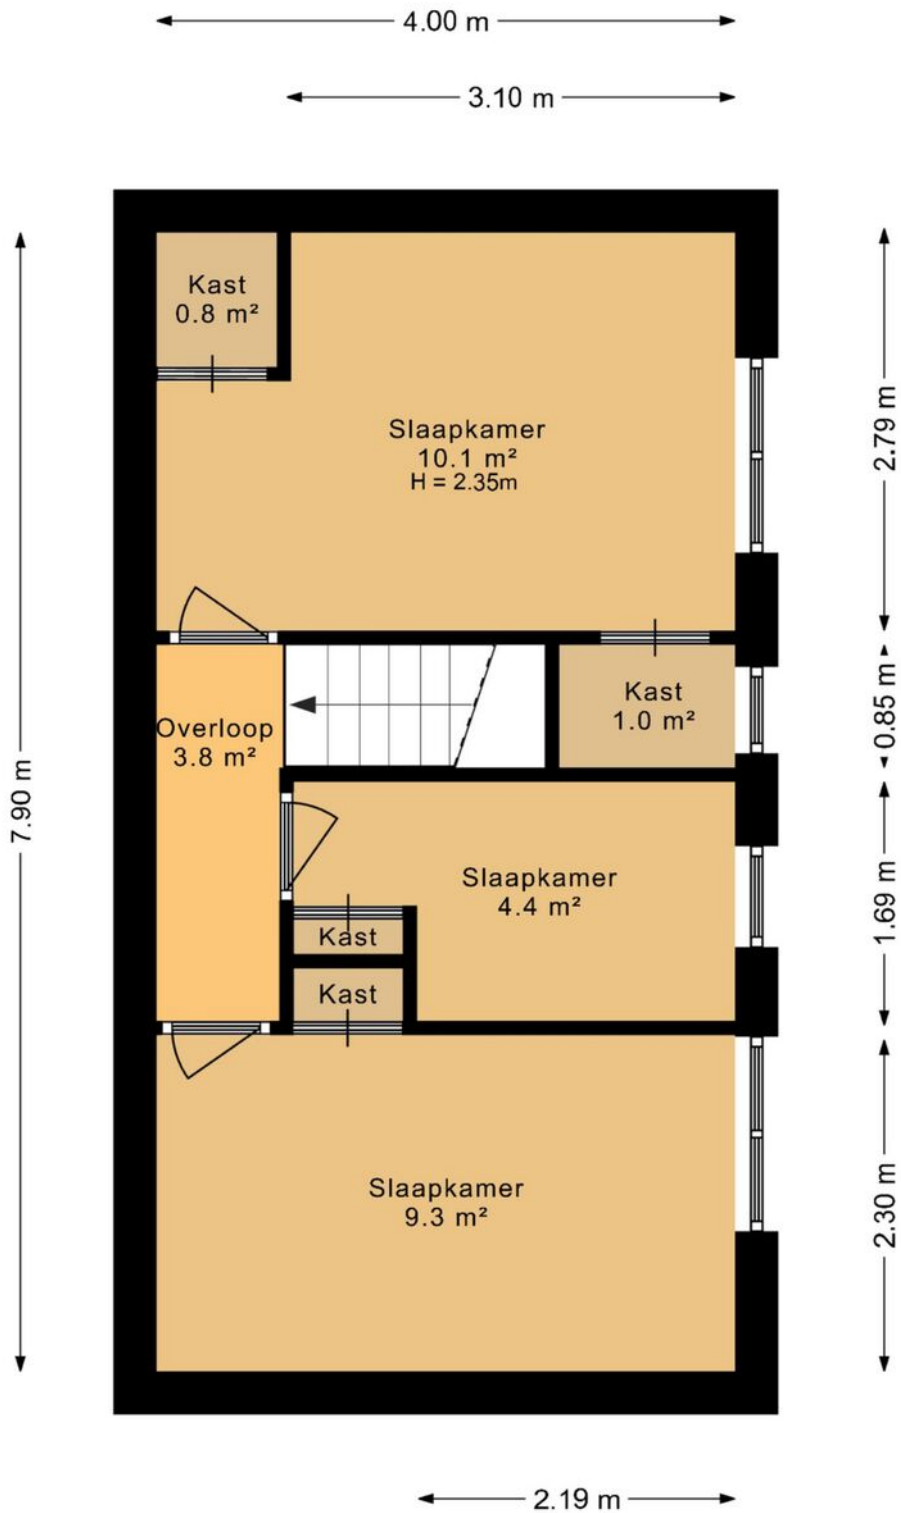 4.00 m
3.10 m
Kast
0.8 m²
Slaapkamer
10.1 m²
H = 2.35m
2.79 m
Kast
1.0 m²
0.85 m
Overloop
3.8 m²
7.90 m
Slaapkamer
4.4 m²
1.69 m
Kast
Kast
Slaapkamer
9.3 m²
2.30 m
2.19 m